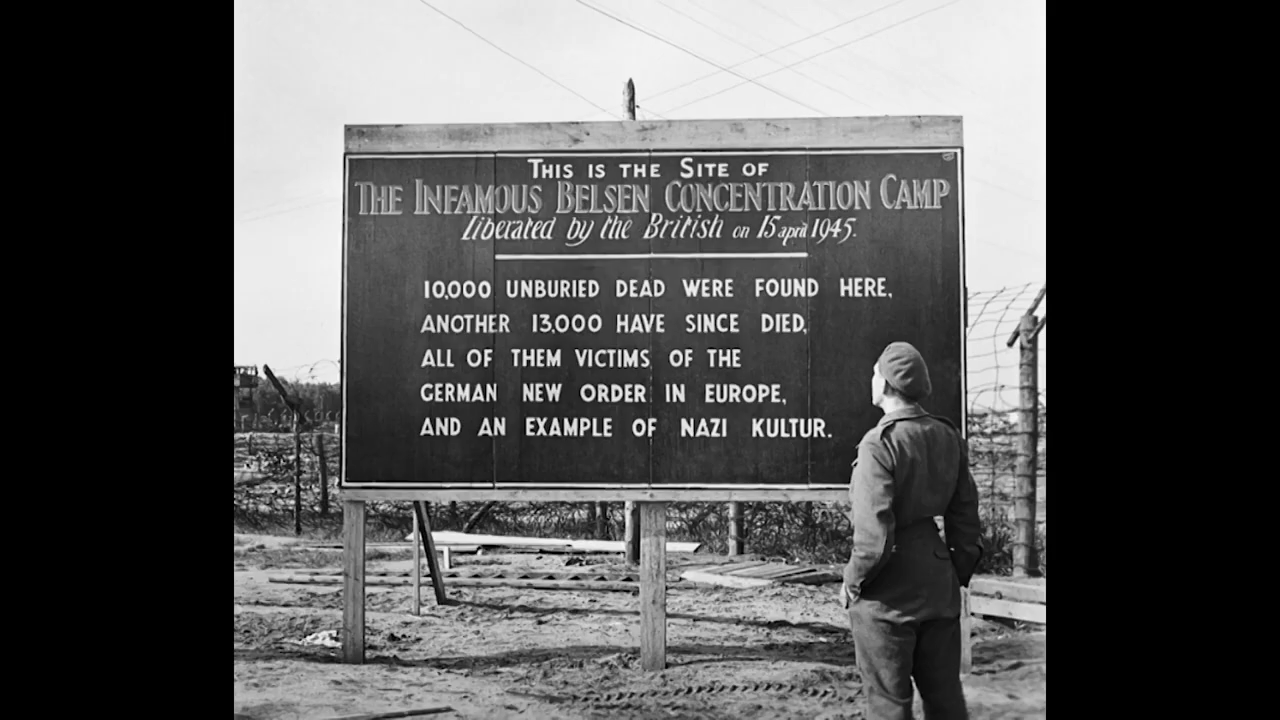 THIS IS THE SITE OF
THE INFAMOUS BELSEN CONCENTRATION CAMP
Liberated by the British on 15 april 1945.
10,000 UNBURIED DEAD WERE FOUND HERE,
ANOTHER 13,000 HAVE SINCE DIED,
ALL OF THEM VICTIMS OF THE
GERMAN NEW ORDER IN EUROPE,
AND AN EXAMPLE OF NAZI KULTUR.